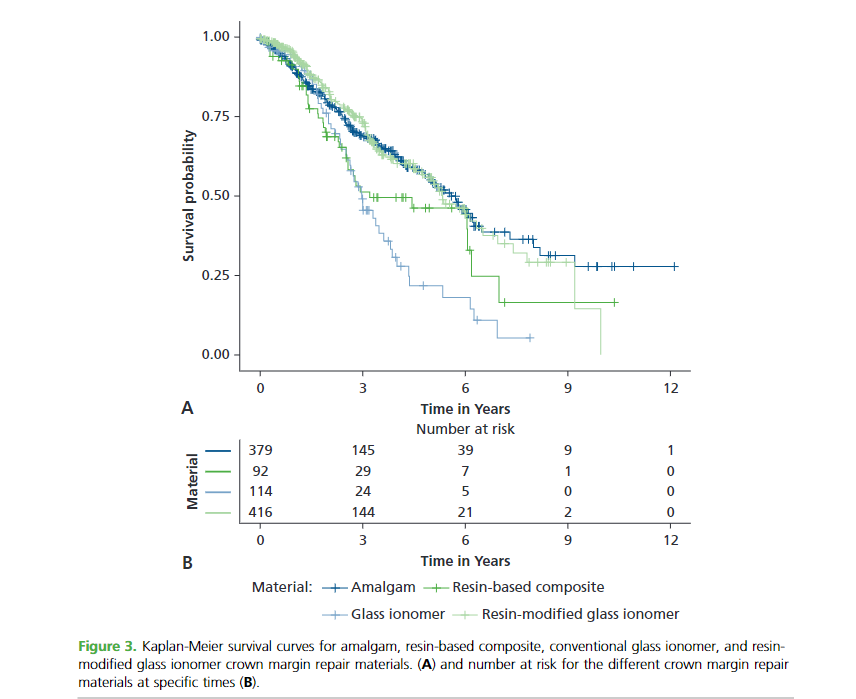 1.00
0.75
0.50
0.25
0.00
Survival probability
0 3 6 9 12
A
Time in Years
Number at risk
Material
379 145 39 9 1
92 29 7 1 0
114 24 5 0 0
416 144 21 2 0
0 3 6 9 12
B
Time in Years
Material: Amalgam Resin-based composite
Glass ionomer Resin-modified glass ionomer
Figure 3. Kaplan-Meier survival curves for amalgam, resin-based composite, conventional glass ionomer, and resin-
modified glass ionomer crown margin repair materials. (A) and number at risk for the different crown margin repair
materials at specific times (B).